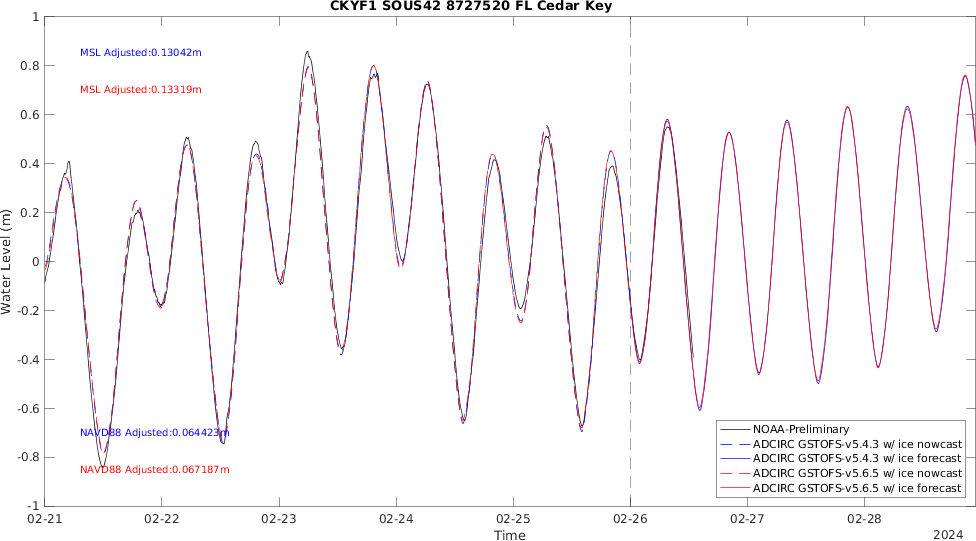 CKYF1 SOUS42 8727520 FL Cedar Key
1
0.8
0.6
0.4
0.2
0
-0.2
-0.4
-0.6
-0.8
-1
Water Level (m)
MSL Adjusted:0.13042m
MSL Adjusted:0.13319m
NAVD88 Adjusted:0.064423m
NAVD88 Adjusted:0.067187m
NOAA-Preliminary
ADCIRC GSTOFS-v5.4.3 w/ ice nowcast
ADCIRC GSTOFS-v5.4.3 w/ ice forecast
ADCIRC GSTOFS-v5.6.5 w/ ice nowcast
ADCIRC GSTOFS-v5.6.5 w/ ice forecast
02-21 02-22 02-23 02-24 02-25 02-26 02-27 02-28
Time
2024